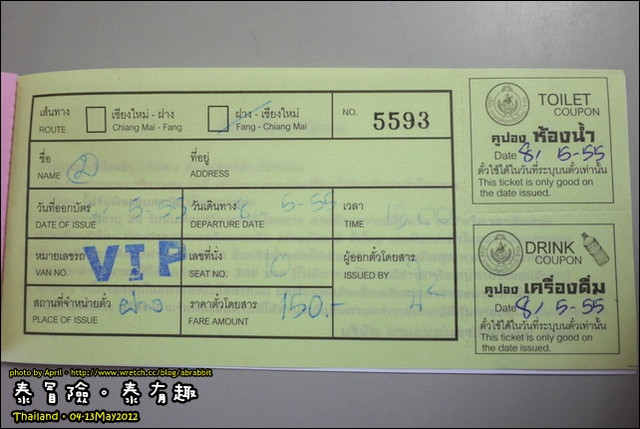 เส้นทาง
ROUTE
เชียงใหม่ - ฝาง
Chiang Mai - Fang
ฝาง - เชียงใหม่
Fang - Chiang Mai
NO. 5593
ชื่อ
NAME
ที่อยู่
ADDRESS
วันที่ออกบัตร
DATE OF ISSUE 5-55
วันเดินทาง
DEPARTURE DATE 8, 5-55
เวลา
TIME
หมายเลขรถ
VAN NO. VIP
เลขที่นั่ง
SEAT NO. 10
ผู้ออกตั๋วโดยสาร
ISSUED BY
สถานที่จำหน่ายตั๋ว
PLACE OF ISSUE ฝาง
ราคาตั๋วโดยสาร
FARE AMOUNT 150.-
TOILET
COUPON
คูปอง ห้องน้ำ
Date 8, 5-55
ตั๋วใช้ได้ในวันที่ระบุบนตั๋วเท่านั้น
This ticket is only good on
the date issued.
DRINK
COUPON
คูปอง เครื่องดื่ม
Date 8, 5-55
ตั๋วใช้ได้ในวันที่ระบุบนตั๋วเท่านั้น
This ticket is only good on
the date issued.
photo by April · http://www.wretch.cc/blog/abrabbit
泰冒險。泰有趣
Thailand · 04-13May2012